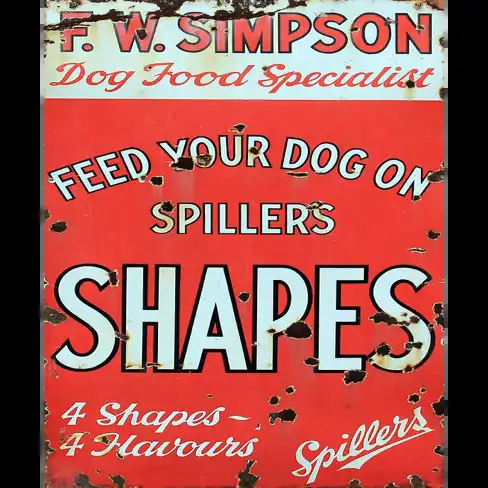 F. W. SIMPSON
Dog Food Specialist
FEED YOUR DOG ON
SPILLERS
SHAPES
4 Shapes –
4 Flavours
Spillers